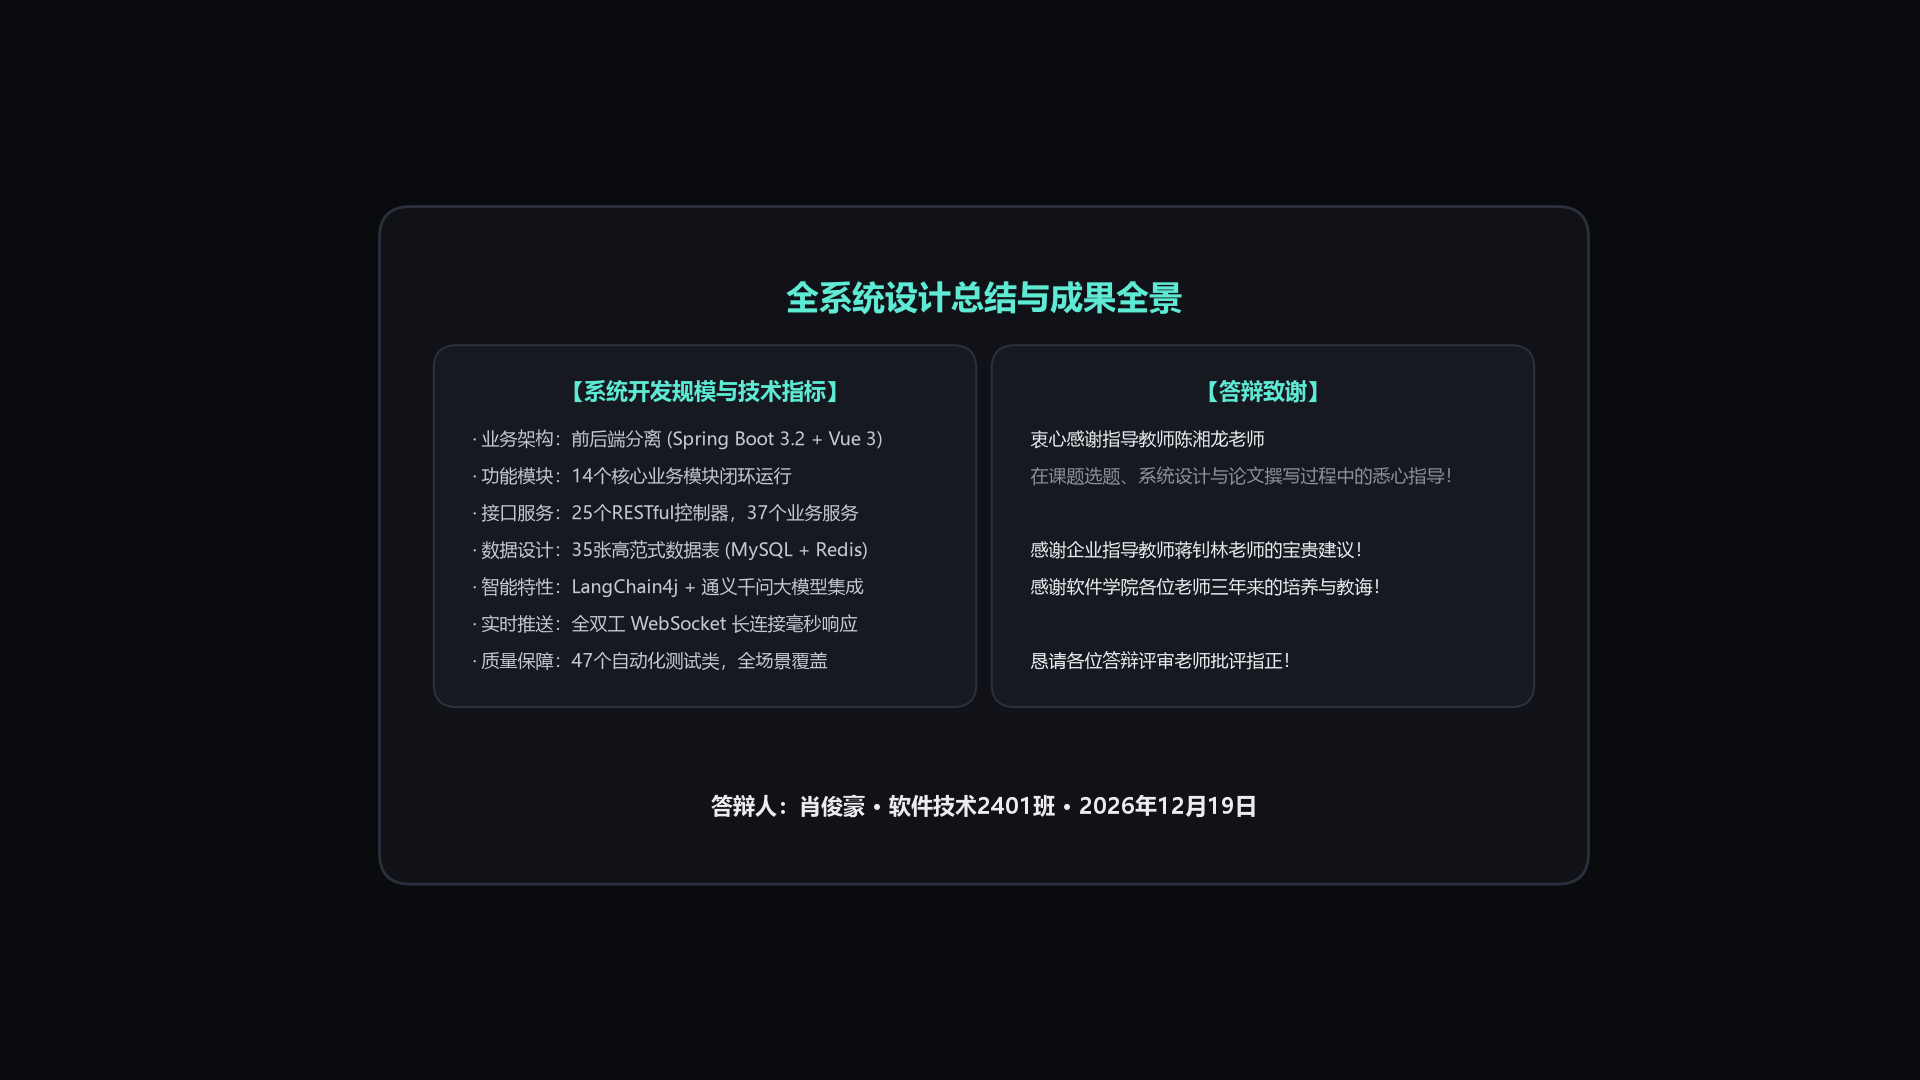 全系统设计总结与成果全景
【系统开发规模与技术指标】
· 业务架构：前后端分离 (Spring Boot 3.2 + Vue 3)
· 功能模块：14个核心业务模块闭环运行
· 接口服务：25个RESTful控制器，37个业务服务
· 数据设计：35张高范式数据表 (MySQL + Redis)
· 智能特性：LangChain4j + 通义千问大模型集成
· 实时推送：全双工 WebSocket 长连接毫秒响应
· 质量保障：47个自动化测试类，全场景覆盖
【答辩致谢】
衷心感谢指导教师陈湘龙老师
在课题选题、系统设计与论文撰写过程中的悉心指导！
感谢企业指导教师蒋钊林老师的宝贵建议！
感谢软件学院各位老师三年来的培养与教诲！
恳请各位答辩评审老师批评指正！
答辩人：肖俊豪 • 软件技术2401班 • 2026年12月19日